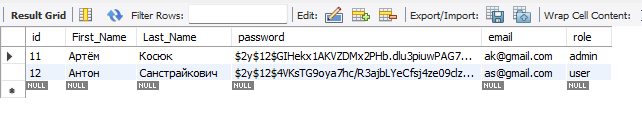 Result Grid Filter Rows: Edit: Export/Import: Wrap Cell Content:
id First_Name Last_Name password email role
11 Артём Косюк $2y$12$GIHekx1AKVZDMx2PHb.dlu3piuwPAG7... ak@gmail.com admin
12 Антон Санстрайкович $2y$12$4VKsTG9oya7hc/R3ajbLYeCfsj4ze09clz... as@gmail.com user
NULL NULL NULL NULL NULL NULL